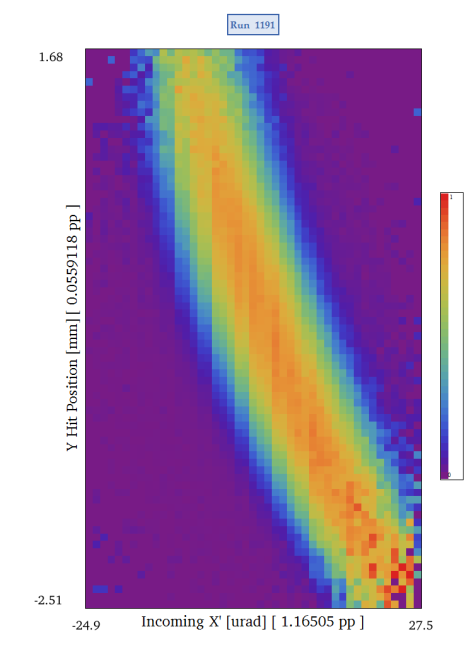 Run 1191
1.68
Y Hit Position [mm] [ 0.0559118 pp ]
1
0
-2.51
-24.9
Incoming X' [urad] [ 1.16505 pp ]
27.5